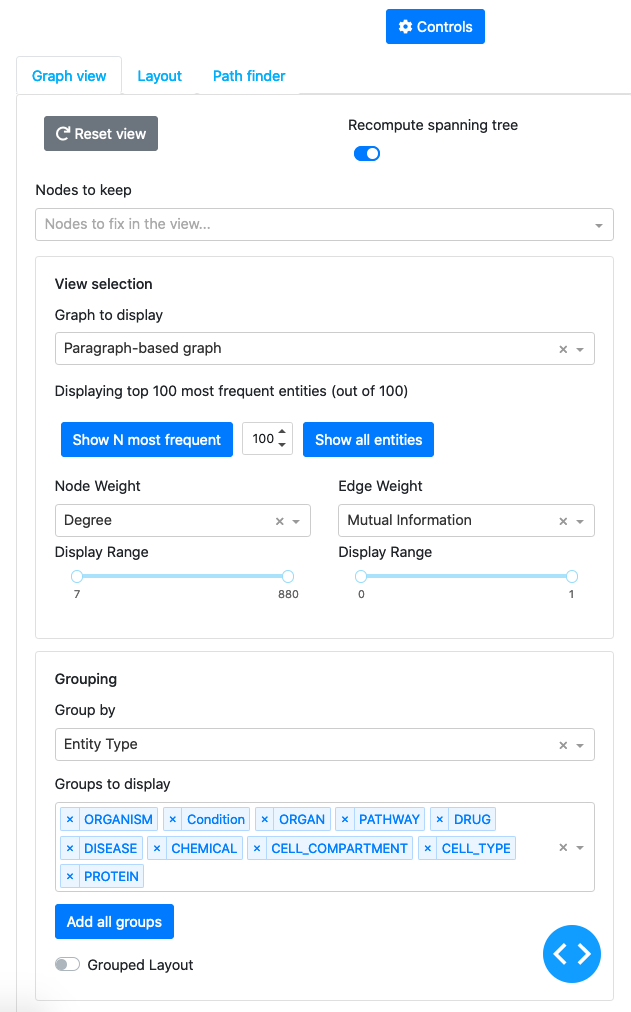 Controls
Graph view Layout Path finder
Reset view
Recompute spanning tree
Nodes to keep
Nodes to fix in the view...
View selection
Graph to display
Paragraph-based graph ×
Displaying top 100 most frequent entities (out of 100)
Show N most frequent 100 Show all entities
Node Weight Edge Weight
Degree × Mutual Information ×
Display Range Display Range
7 880 0 1
Grouping
Group by
Entity Type ×
Groups to display
× ORGANISM × Condition × ORGAN × PATHWAY × DRUG
× DISEASE × CHEMICAL × CELL_COMPARTMENT × CELL_TYPE ×
× PROTEIN
Add all groups
Grouped Layout